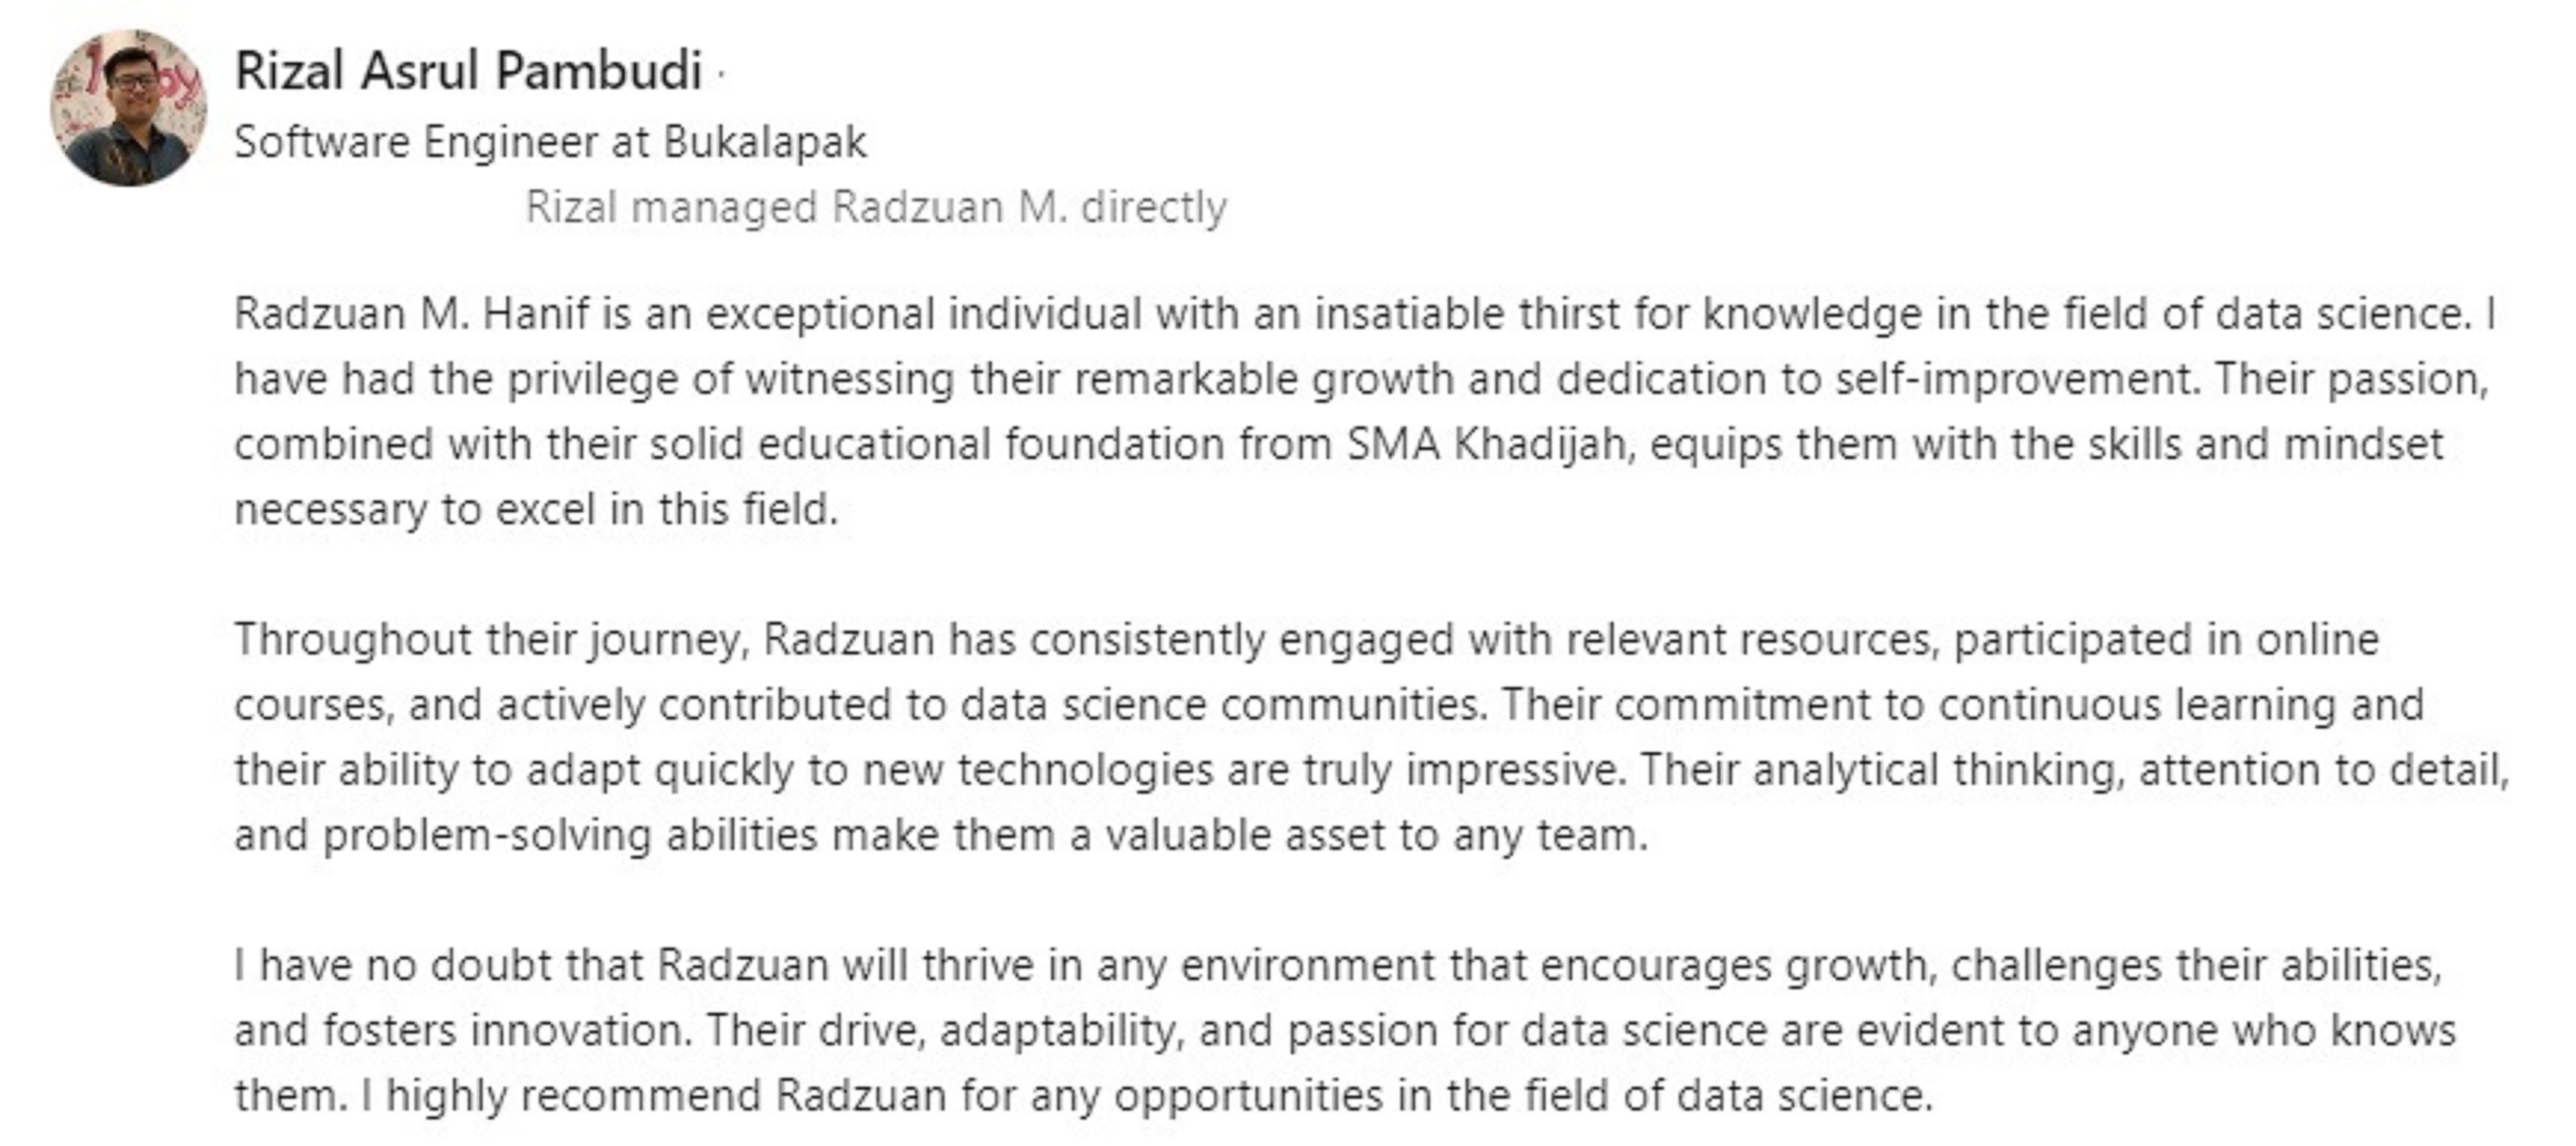 Rizal Asrul Pambudi ·
Software Engineer at Bukalapak
Rizal managed Radzuan M. directly
Radzuan M. Hanif is an exceptional individual with an insatiable thirst for knowledge in the field of data science. I
have had the privilege of witnessing their remarkable growth and dedication to self-improvement. Their passion,
combined with their solid educational foundation from SMA Khadijah, equips them with the skills and mindset
necessary to excel in this field.
Throughout their journey, Radzuan has consistently engaged with relevant resources, participated in online
courses, and actively contributed to data science communities. Their commitment to continuous learning and
their ability to adapt quickly to new technologies are truly impressive. Their analytical thinking, attention to detail,
and problem-solving abilities make them a valuable asset to any team.
I have no doubt that Radzuan will thrive in any environment that encourages growth, challenges their abilities,
and fosters innovation. Their drive, adaptability, and passion for data science are evident to anyone who knows
them. I highly recommend Radzuan for any opportunities in the field of data science.